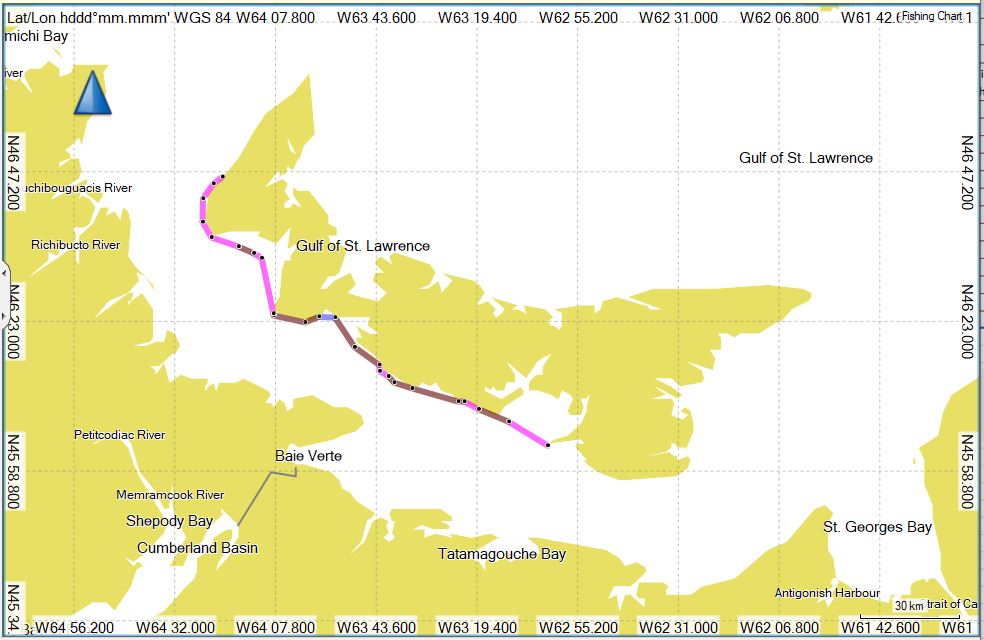 Lat/Lon hddd°mm.mmm' WGS 84 W64 07.800 W63 43.600 W63 19.400 W62 55.200 W62 31.000 W62 06.800 W61 42.6
Fishing Chart
michi Bay
iver
N46 47.200
Gulf of St. Lawrence
N46 47.200
uchibouguacis River
Richibucto River
Gulf of St. Lawrence
N46 23.000
N46 23.000
Petitcodiac River
Baie Verte
N45 58.800
N45 58.800
Memramcook River
Shepody Bay
St. Georges Bay
Cumberland Basin
Tatamagouche Bay
Antigonish Harbour
N45 34
30 km
trait of Ca
W64 56.200 W64 32.000 W64 07.800 W63 43.600 W63 19.400 W62 55.200 W62 31.000 W62 06.800 W61 42.600 W61